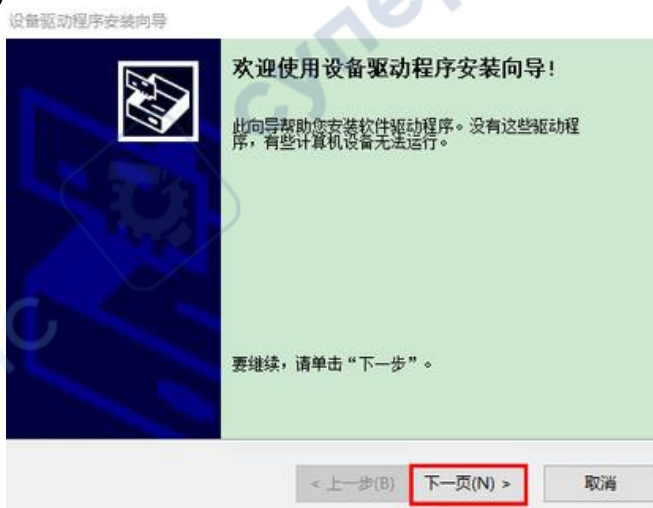 设备驱动程序安装向导
欢迎使用设备驱动程序安装向导!
此向导帮助您安装软件驱动程序。没有这些驱动程
序,有些计算机设备无法运行。
要继续,请单击“下一步”。
< 上一步(B) 下一页(N) > 取消